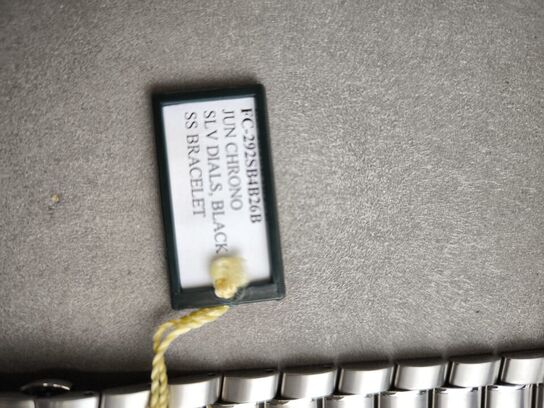 FC-292SB4B26B
JUN CHRONO
SLV DIALS, BLACK
SS BRACELET